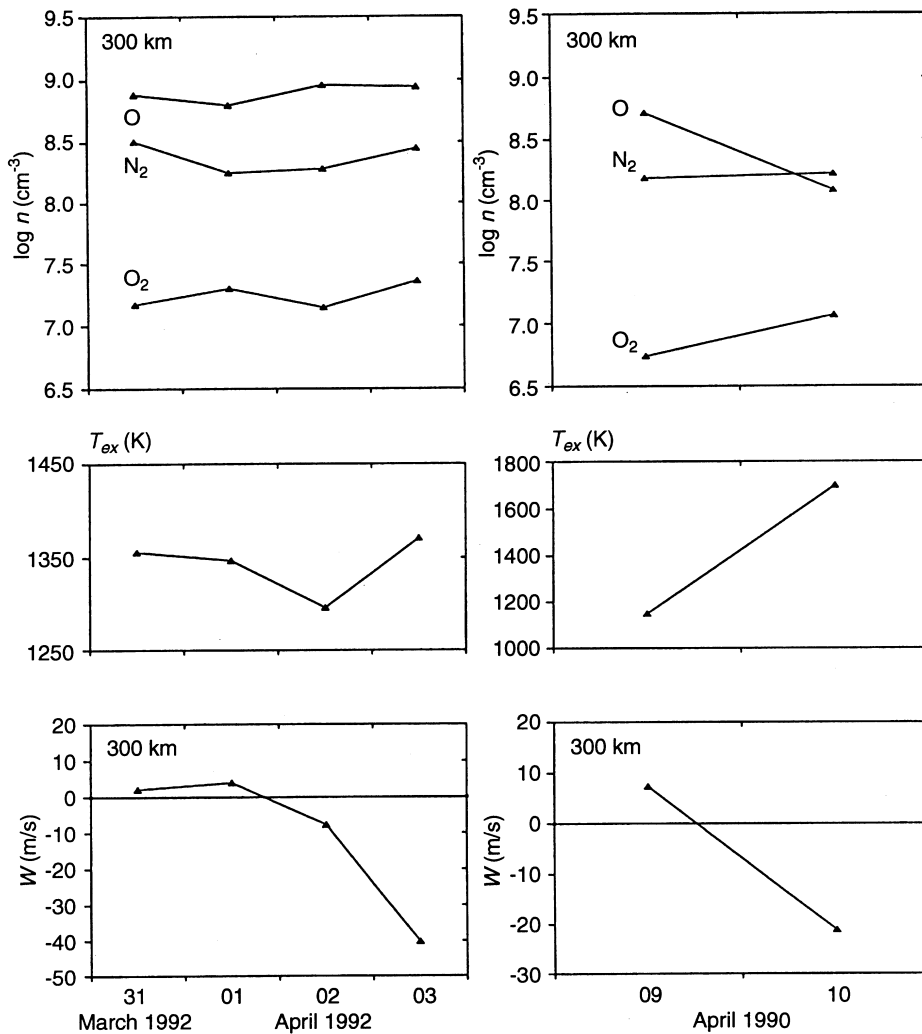 9.5
300 km
9.0
O
8.5
N2
8.0
7.5
O2
7.0
6.5
log n (cm-3)
9.5
300 km
9.0
O
8.5
N2
8.0
7.5
7.0
O2
6.5
log n (cm-3)
Tex (K)
1450
1350
1250
Tex (K)
1800
1600
1400
1200
1000
20
300 km
10
0
-10
-20
-30
-40
-50
W (m/s)
31 01 02 03
March 1992 April 1992
20
300 km
10
0
-10
-20
-30
W (m/s)
09 10
April 1990